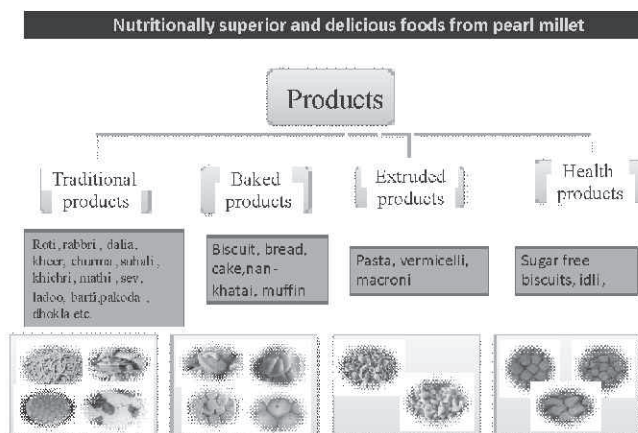 Nutritionally superior and delicious foods from pearl millet
Products
Traditional
products
Baked
products
Extruded
products
Health
products
Roti, rabbri, dalia,
kheer, churma, suhali,
khichri, mathi, sev,
ladoo, barfi, pakoda,
dhokla etc.
Biscuit, bread,
cake,nan-
khatai, muffin
Pasta, vermicelli,
macroni
Sugar free
biscuits, idli,